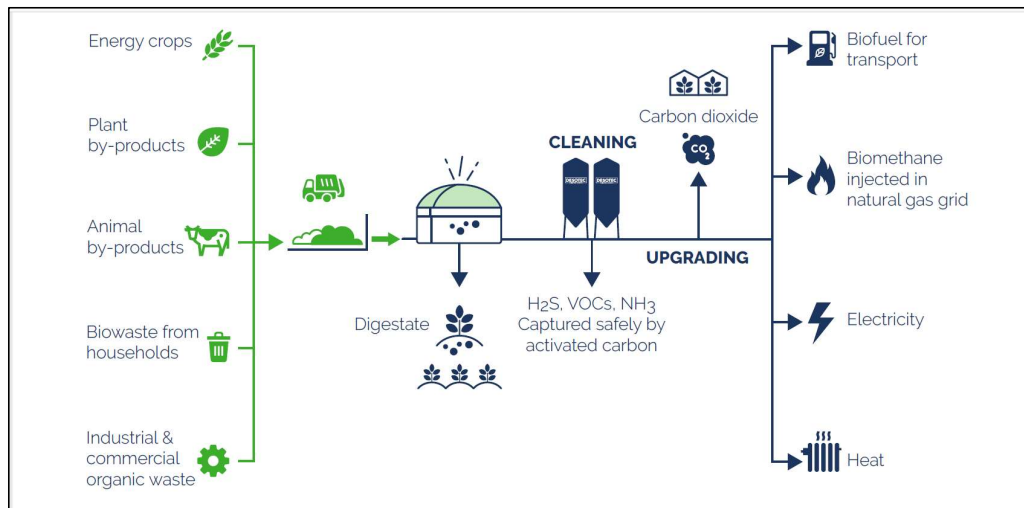 Energy crops
Plant
by-products
Animal
by-products
Biowaste from
households
Industrial &
commercial
organic waste
Digestate
CLEANING
DESOTEC
DESOTEC
H2S, VOCs, NH3
Captured safely by
activated carbon
Carbon dioxide
CO2
UPGRADING
Biofuel for
transport
Biomethane
injected in
natural gas grid
Electricity
Heat